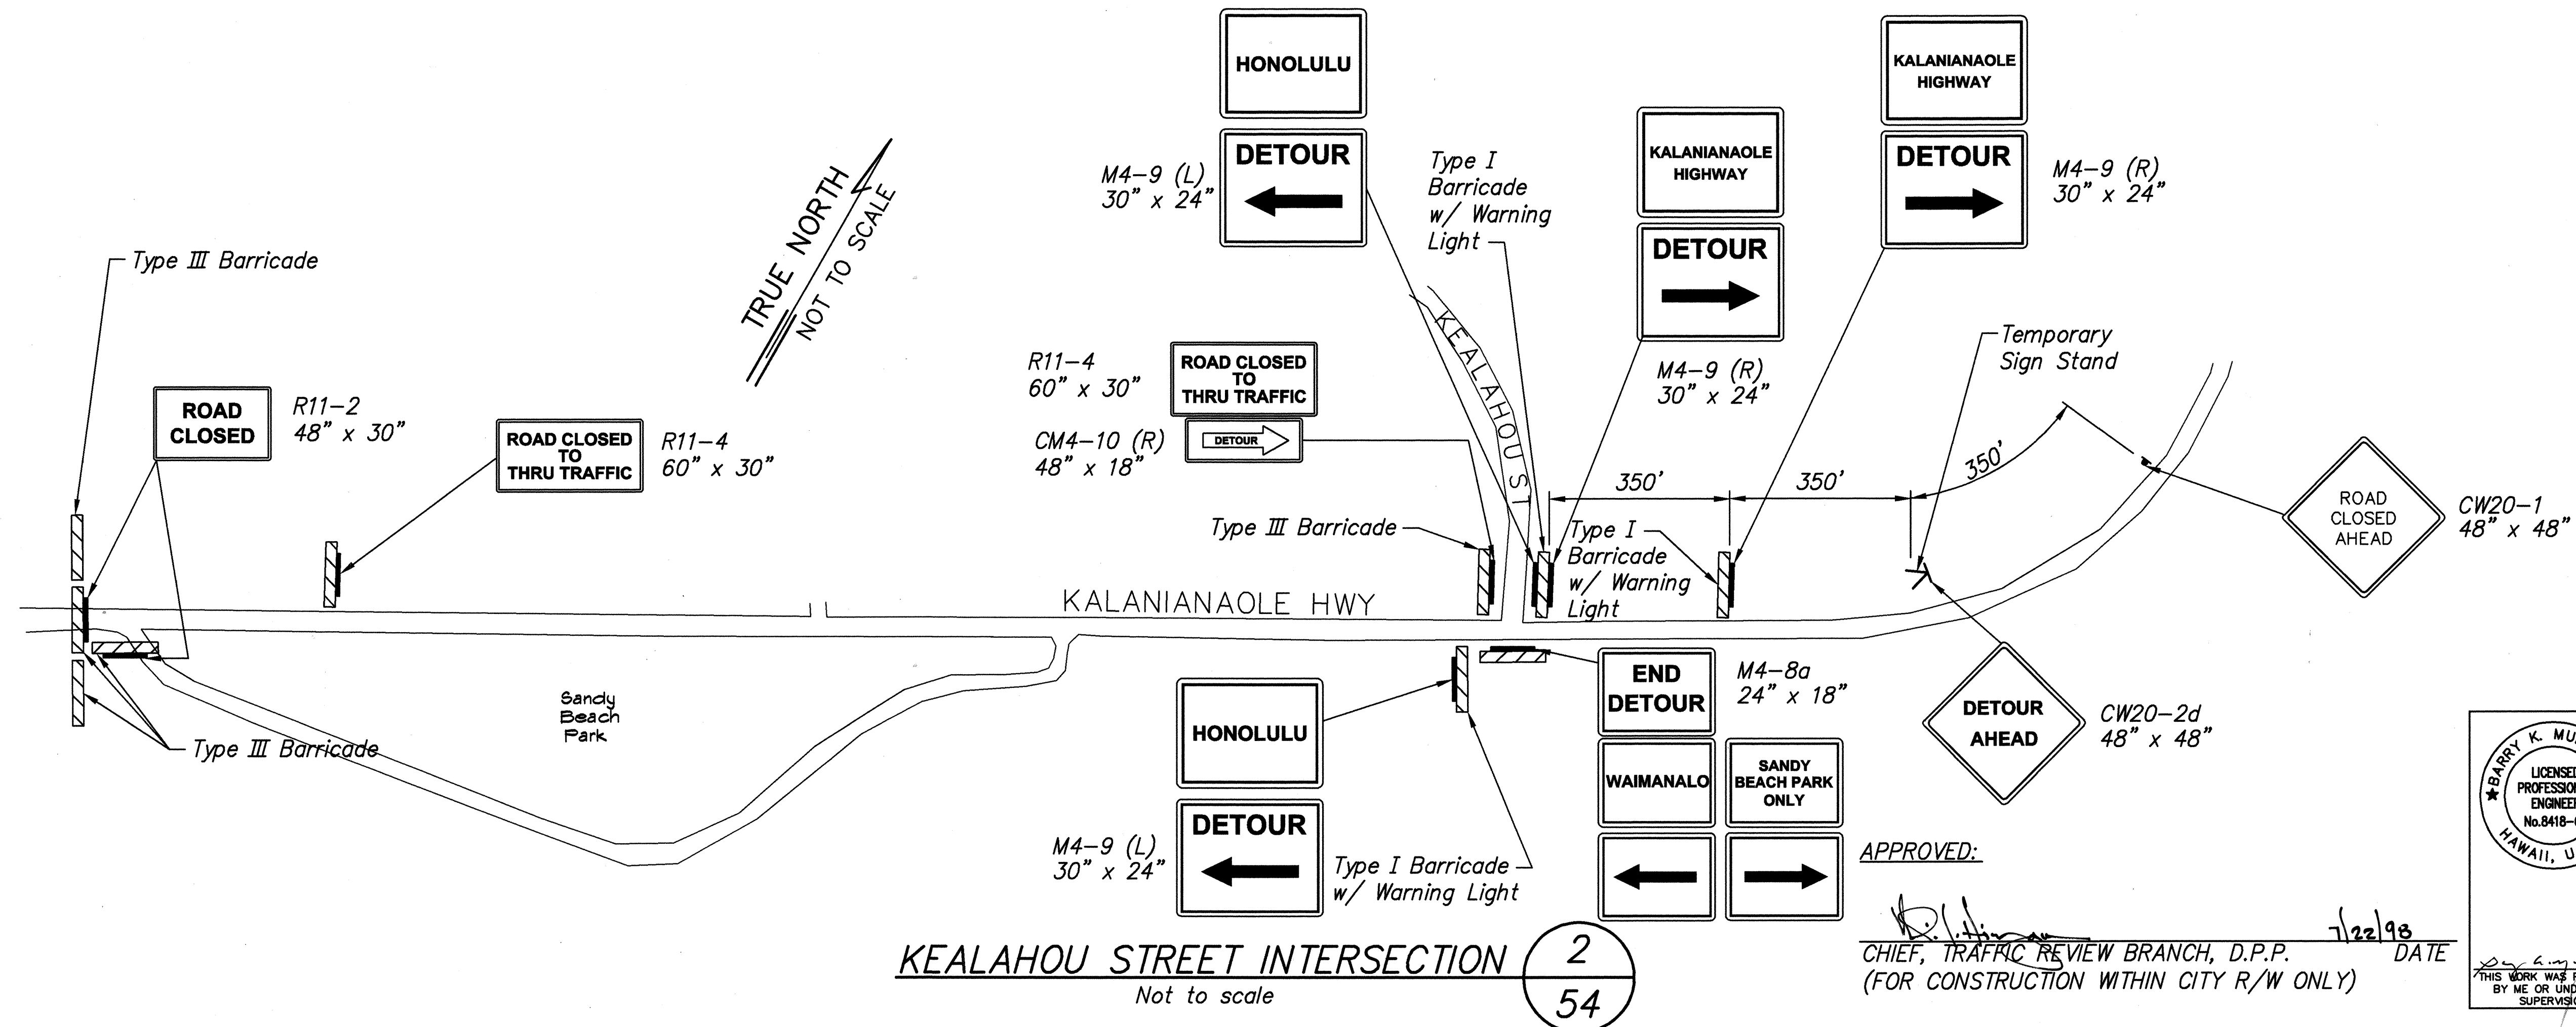 HONOLULU
DETOUR
M4-9 (L)
30" x 24"
Type I
Barricade
w/ Warning
Light
KALANIANAOLE
HIGHWAY
DETOUR
M4-9 (R)
30" x 24"
KALANIANAOLE
HIGHWAY
DETOUR
M4-9 (R)
30" x 24"
TRUE NORTH
NOT TO SCALE
Type III Barricade
ROAD
CLOSED
R11-2
48" x 30"
ROAD CLOSED
TO
THRU TRAFFIC
R11-4
60" x 30"
R11-4
60" x 30"
ROAD CLOSED
TO
THRU TRAFFIC
CM4-10 (R)
48" x 18"
DETOUR
KEALAHOU ST
Type III Barricade
350'
350'
350'
Type I
Barricade
w/ Warning
Light
Temporary
Sign Stand
ROAD
CLOSED
AHEAD
CW20-1
48" x 48"
KALANIANAOLE HWY
Sandy
Beach
Park
Type III Barricade
HONOLULU
DETOUR
M4-9 (L)
30" x 24"
Type I Barricade
w/ Warning Light
END
DETOUR
M4-8a
24" x 18"
WAIMANALO
SANDY
BEACH PARK
ONLY
DETOUR
AHEAD
CW20-2d
48" x 48"
APPROVED:
7/22/98
CHIEF, TRAFFIC REVIEW BRANCH, D.P.P. DATE
(FOR CONSTRUCTION WITHIN CITY R/W ONLY)
KEALAHOU STREET INTERSECTION
Not to scale
2
54
BARRY K.
LICENSED
ENGINEER
HAWAII,
THIS WORK WAS
BY ME OR